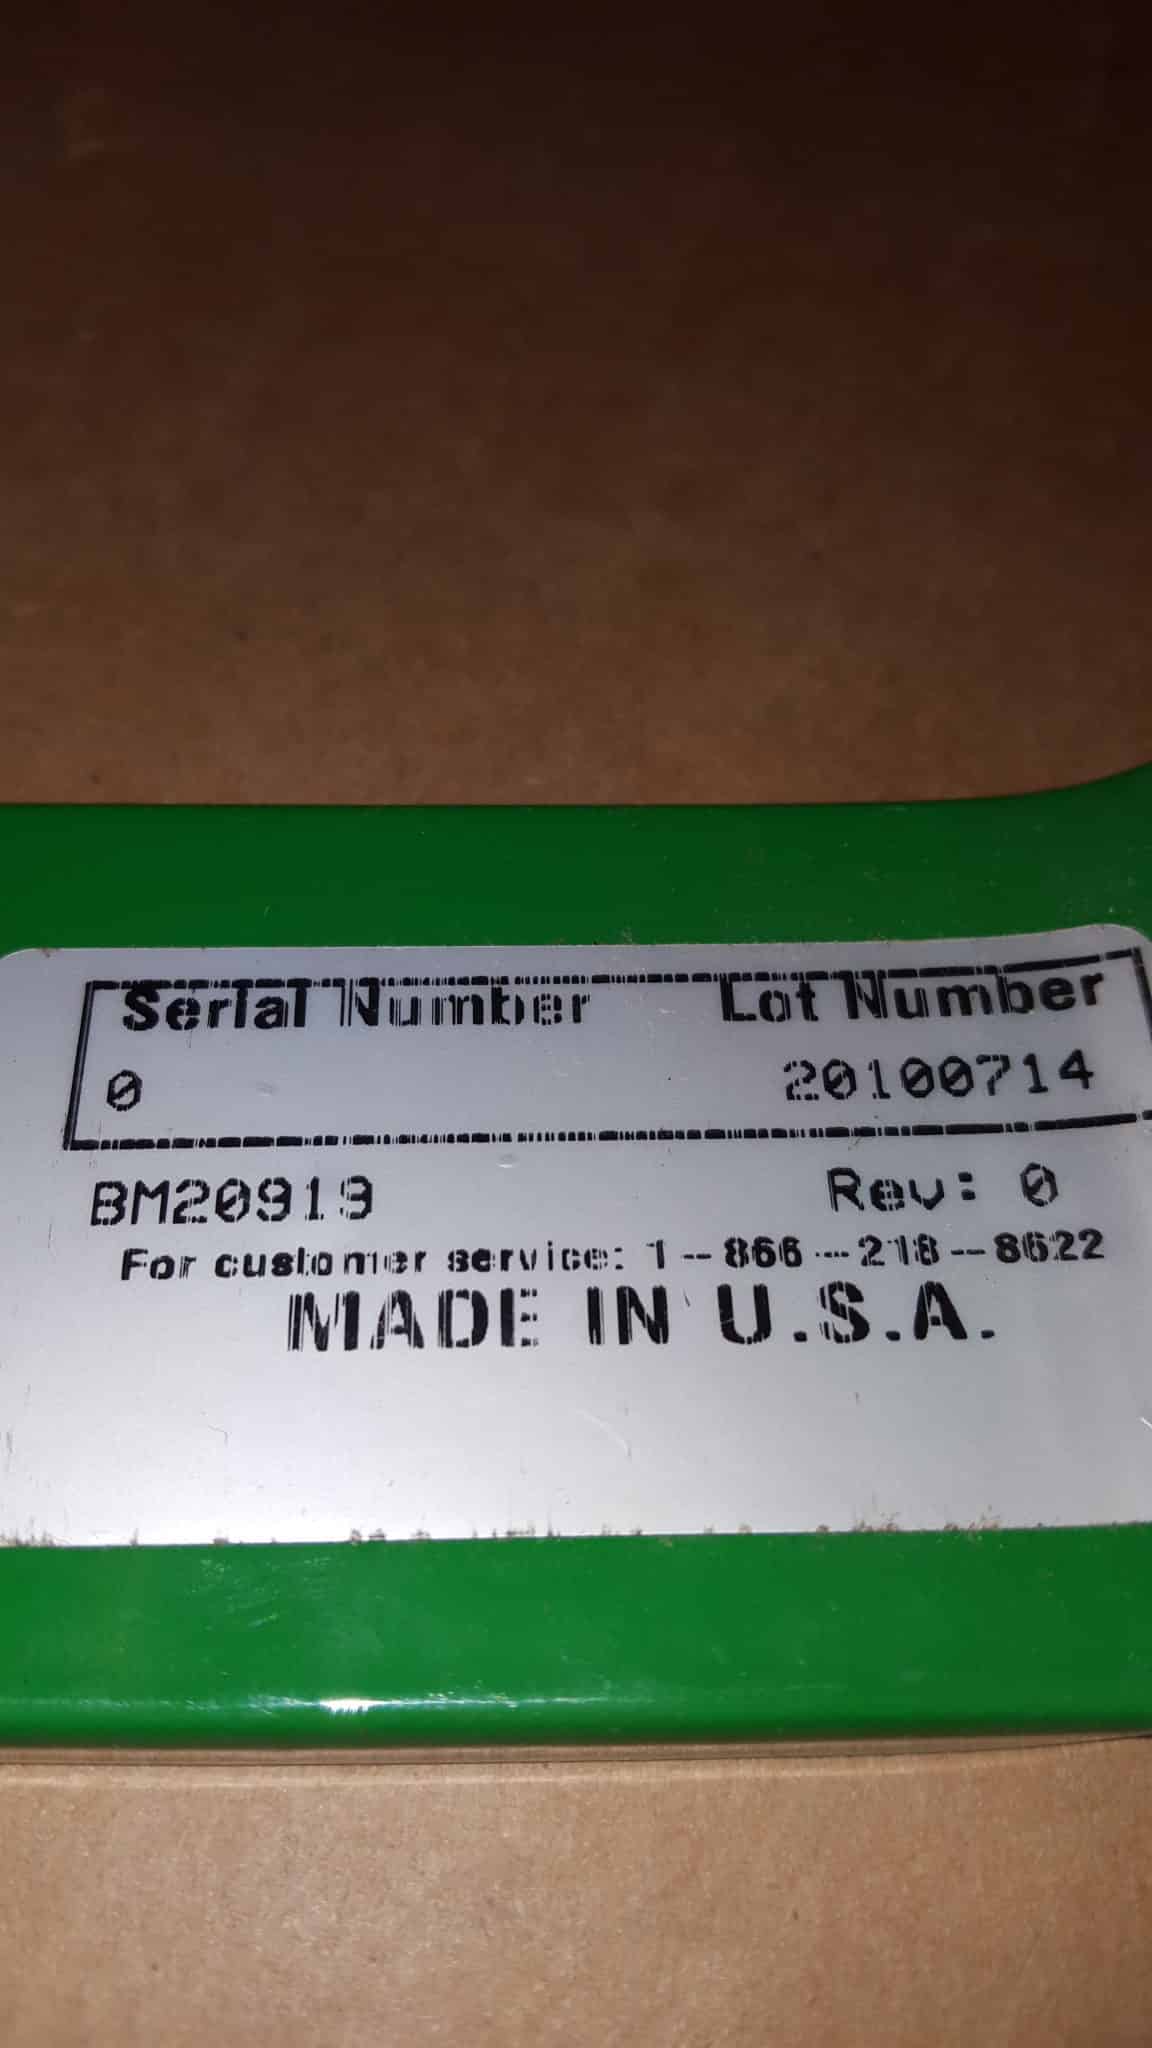 Serial Number Lot Number
0 20100714
BM20919 Rev: 0
For customer service: 1-866-218-8622
MADE IN U.S.A.